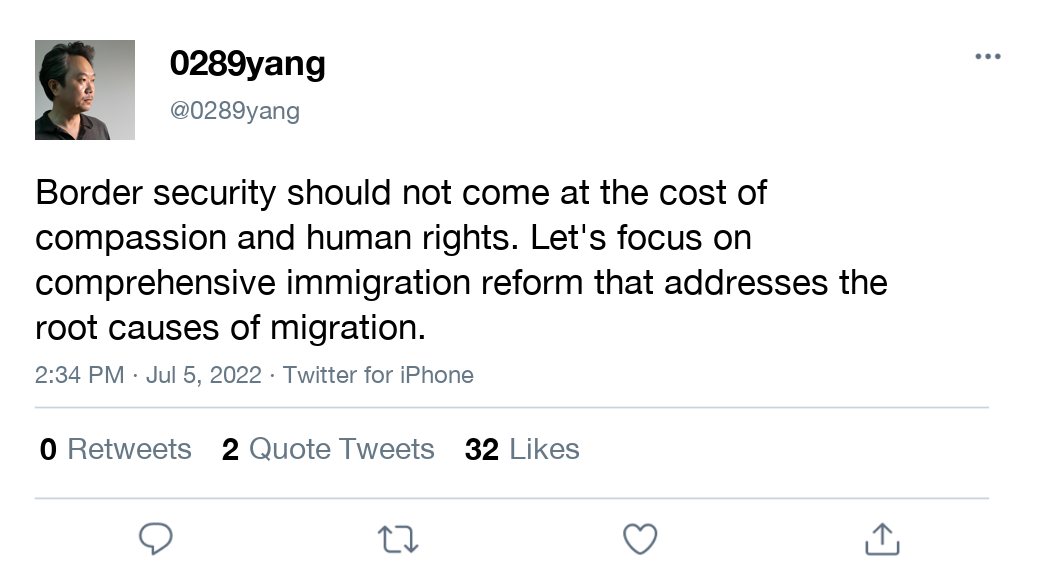 0289yang
@0289yang
Border security should not come at the cost of
compassion and human rights. Let's focus on
comprehensive immigration reform that addresses the
root causes of migration.
2:34 PM · Jul 5, 2022 · Twitter for iPhone
0 Retweets 2 Quote Tweets 32 Likes